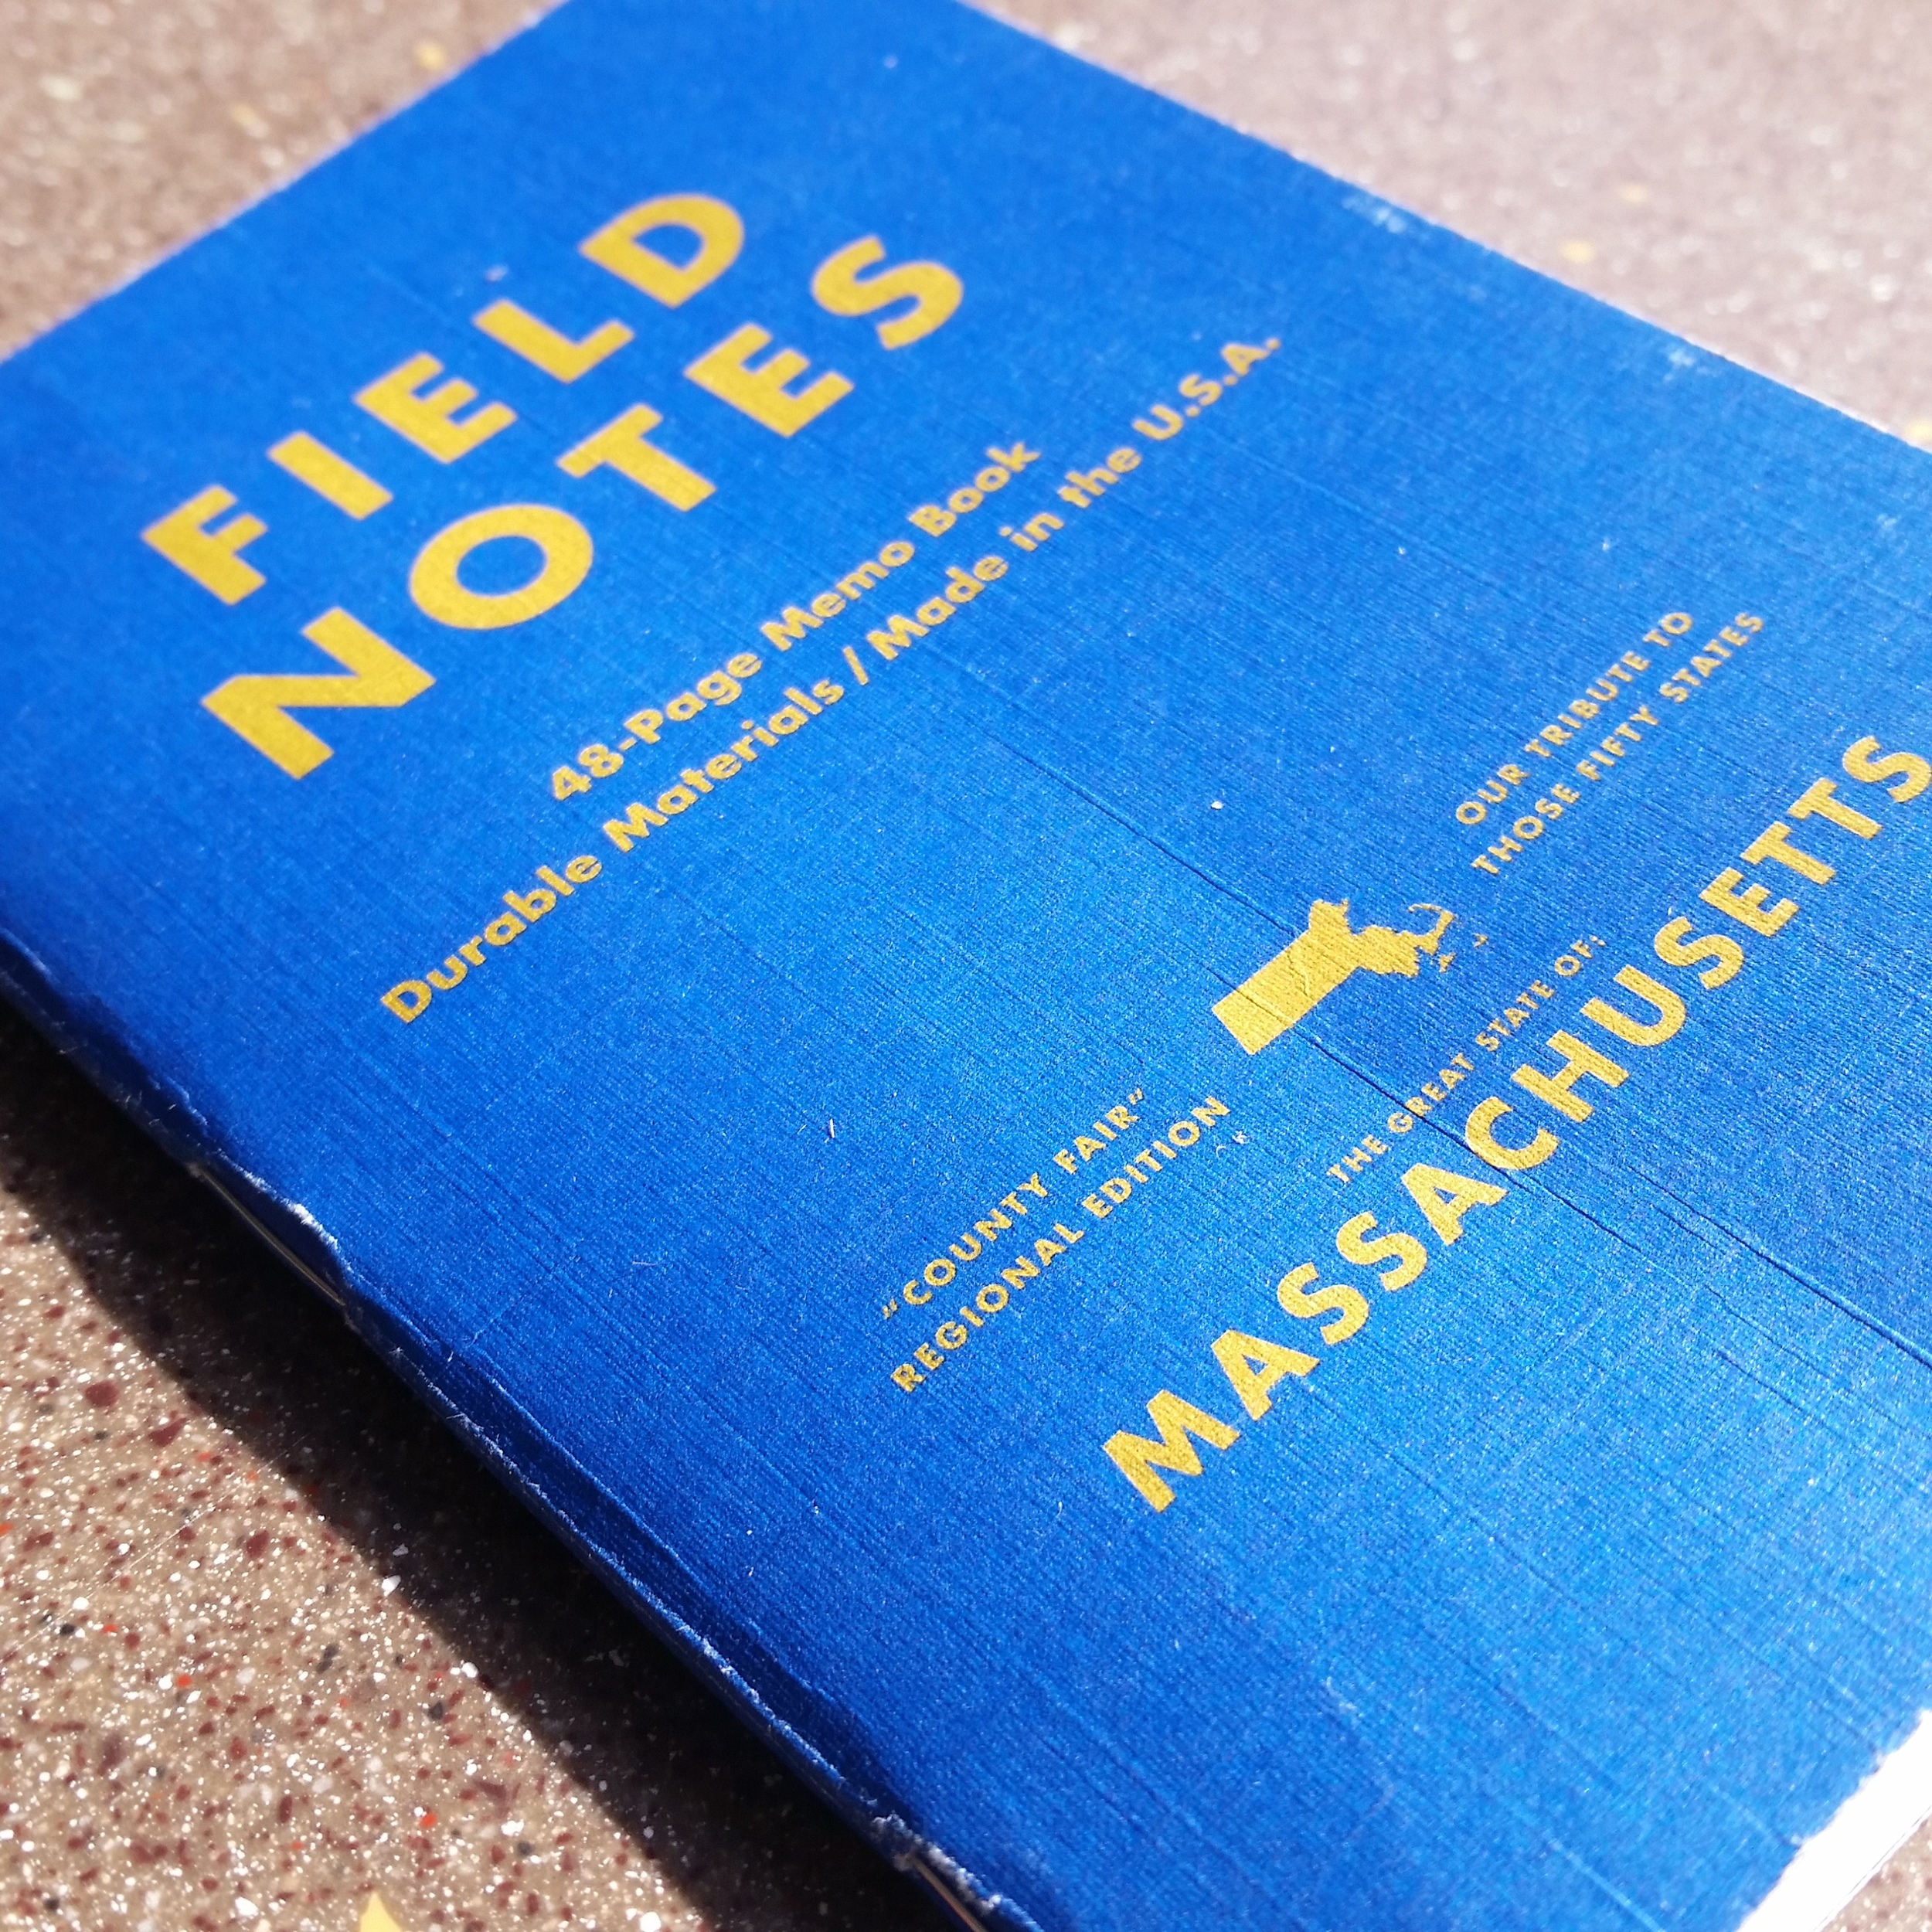 FIELD
NOTES
48-Page Memo Book
Durable Materials / Made in the U.S.A.
"COUNTY FAIR"
REGIONAL EDITION
OUR TRIBUTE TO
THOSE FIFTY STATES
THE GREAT STATE OF:
MASSACHUSETTS